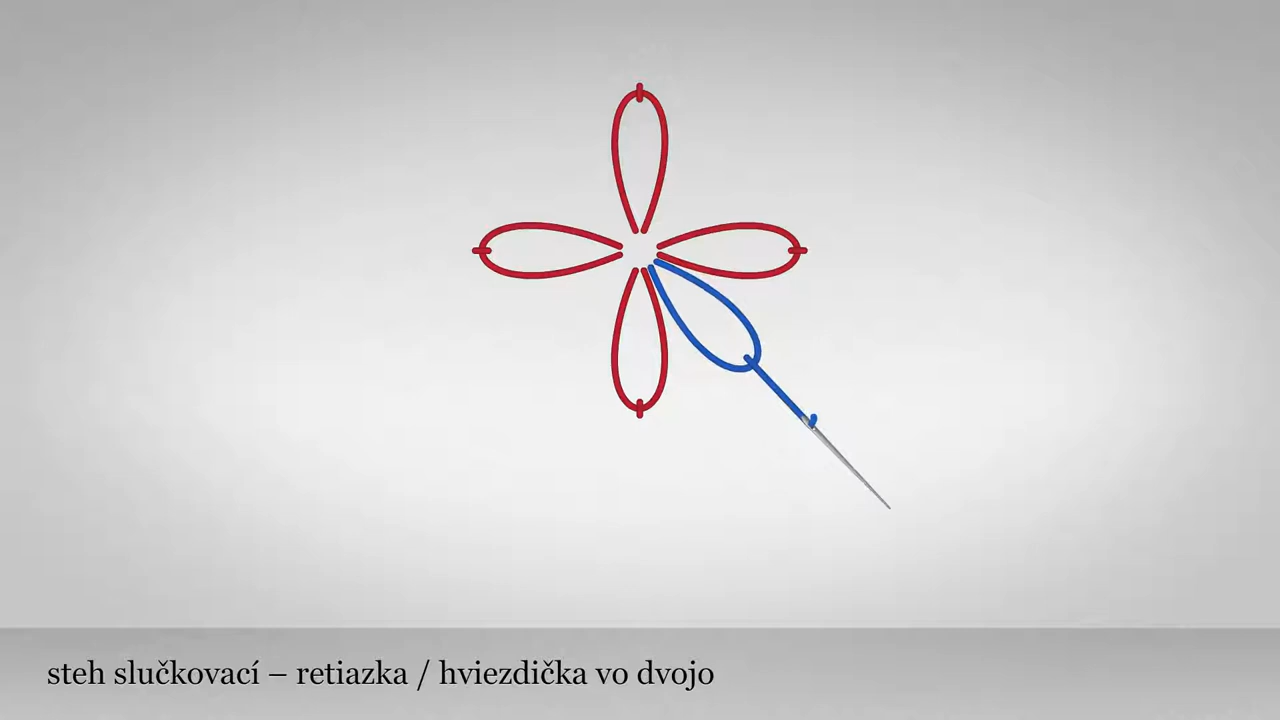 steh slučkovací – retiazka / hviezdička vo dvojo